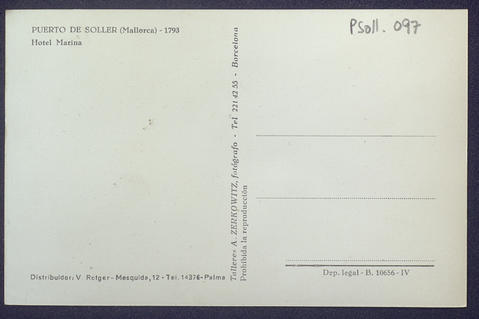 PUERTO DE SOLLER (Mallorca) - 1793
Hotel Marina
Psoll. 097
Talleres A. ZERKOWITZ, fotógrafo - Tel 221 42 55 - Barcelona
Prohibida la reproducción
Distribuidor: V. Rotger - Mesquida, 12 - Tel. 14376 - Palma
Dep. legal - B. 10656 - IV